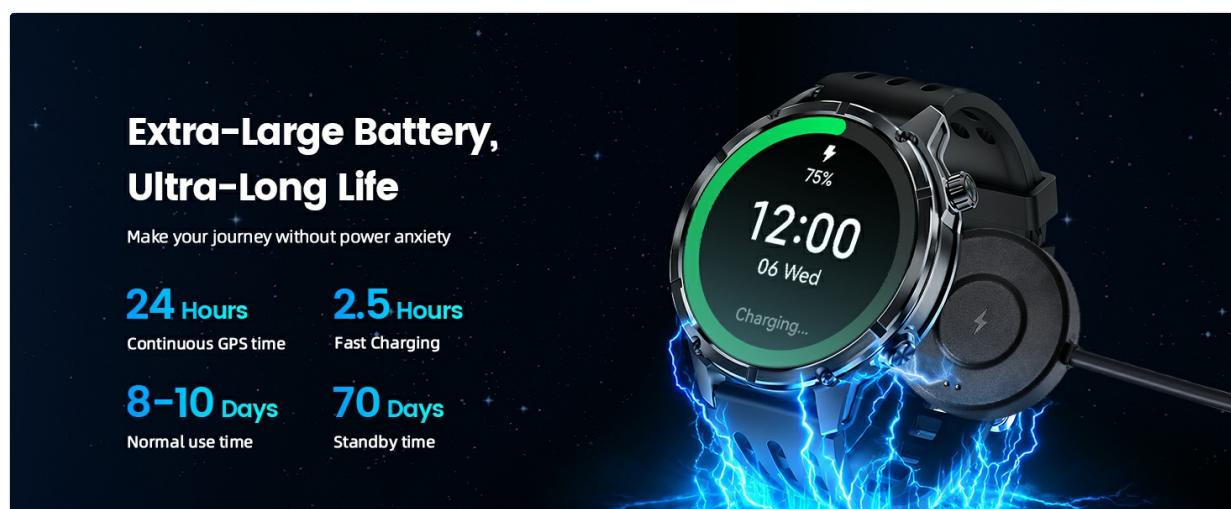 Extra-Large Battery,
Ultra-Long Life
Make your journey without power anxiety
24 Hours
Continuous GPS time
2.5 Hours
Fast Charging
8-10 Days
Normal use time
70 Days
Standby time
75%
12:00
06 Wed
Charging...